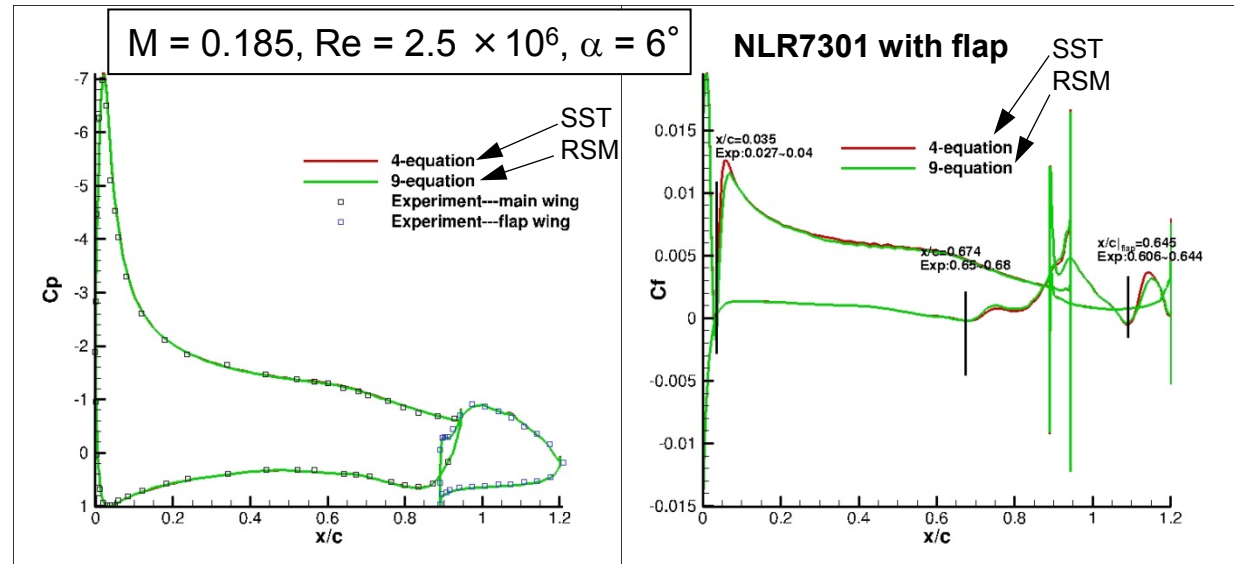 M = 0.185, Re = 2.5 ×10⁶, α = 6°
NLR7301 with flap
SST
RSM
4-equation
9-equation
Experiment---main wing
Experiment---flap wing
Cp
-7
-6
-5
-4
-3
-2
-1
0
1
0
0.2
0.4
0.6
0.8
1
1.2
x/c
SST
RSM
4-equation
9-equation
x/c=0.035
Exp:0.027~0.04
x/c=0.674
Exp:0.65~0.68
x/c|flap=0.645
Exp:0.606~0.644
Cf
0.015
0.01
0.005
0
-0.005
-0.01
-0.015
0
0.2
0.4
0.6
0.8
1
1.2
x/c